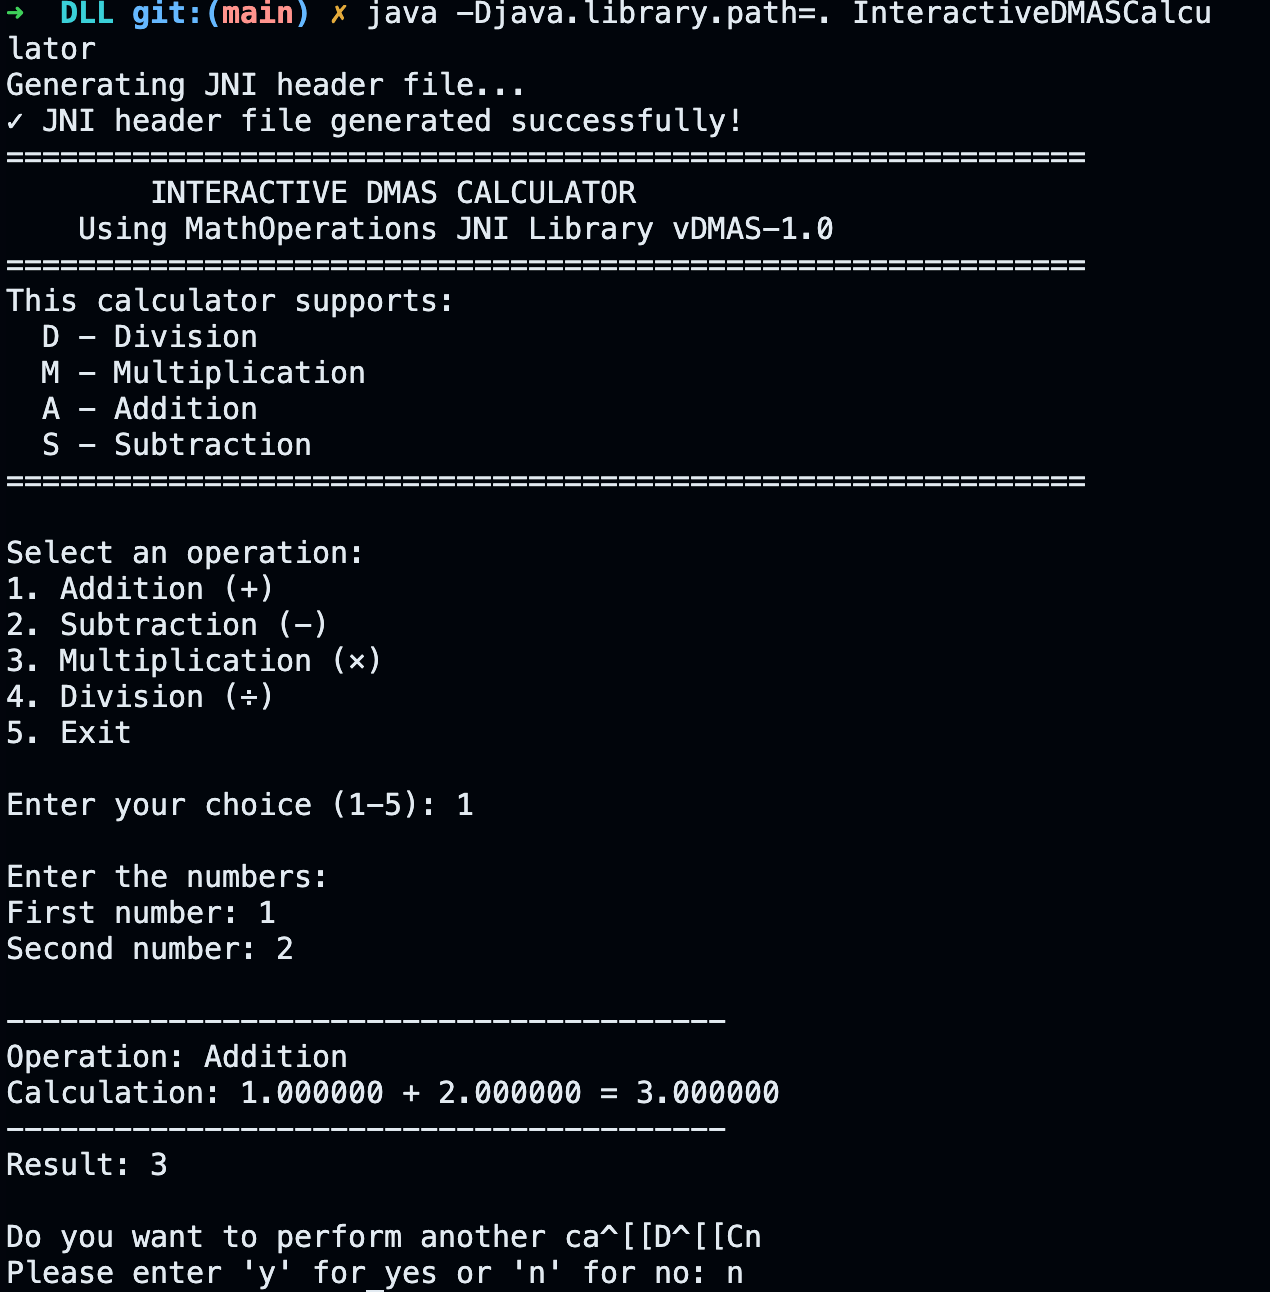 ➜  DLL git:(main) ✗ java -Djava.library.path=. InteractiveDMASCalcu
lator
Generating JNI header file...
✓ JNI header file generated successfully!
============================================================
        INTERACTIVE DMAS CALCULATOR
    Using MathOperations JNI Library vDMAS-1.0
============================================================
This calculator supports:
  D - Division
  M - Multiplication
  A - Addition
  S - Subtraction
============================================================

Select an operation:
1. Addition (+)
2. Subtraction (-)
3. Multiplication (×)
4. Division (÷)
5. Exit

Enter your choice (1-5): 1

Enter the numbers:
First number: 1
Second number: 2

----------------------------------------
Operation: Addition
Calculation: 1.000000 + 2.000000 = 3.000000
----------------------------------------
Result: 3

Do you want to perform another ca^[[D^[[Cn
Please enter 'y' for yes or 'n' for no: n